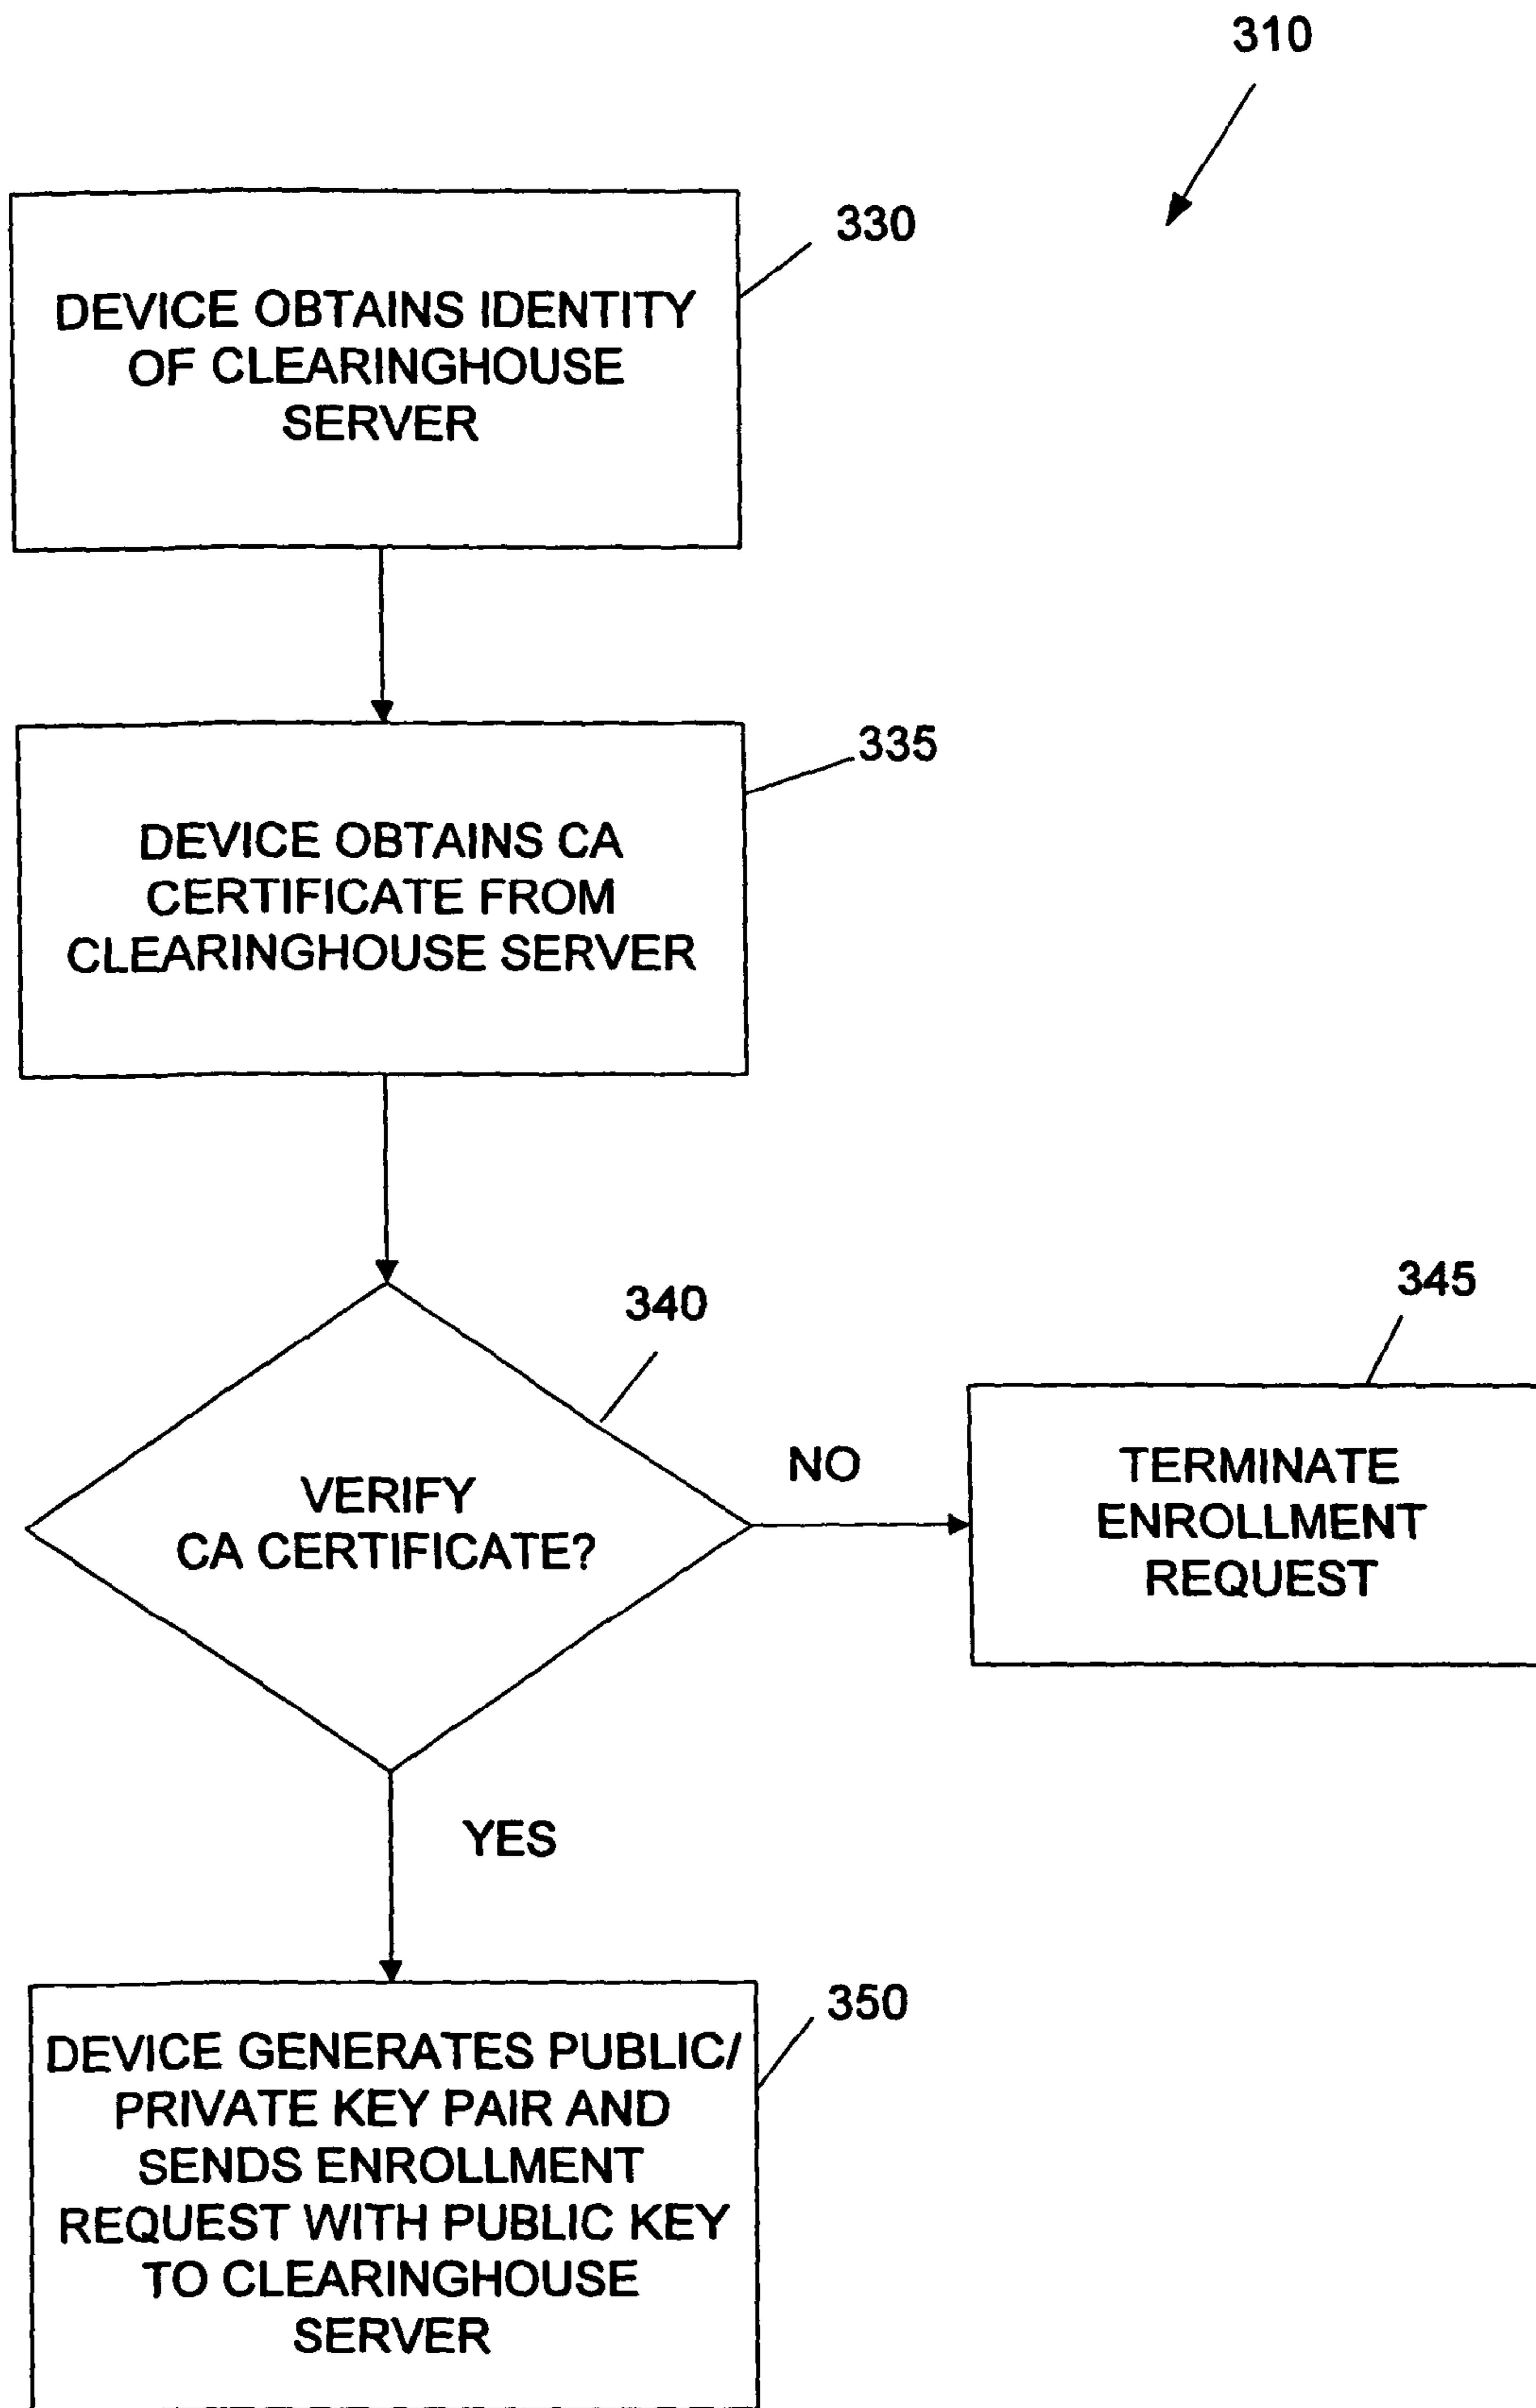 310
330
DEVICE OBTAINS IDENTITY
OF CLEARINGHOUSE
SERVER
335
DEVICE OBTAINS CA
CERTIFICATE FROM
CLEARINGHOUSE SERVER
340
VERIFY
CA CERTIFICATE?
NO
345
TERMINATE
ENROLLMENT
REQUEST
YES
350
DEVICE GENERATES PUBLIC/
PRIVATE KEY PAIR AND
SENDS ENROLLMENT
REQUEST WITH PUBLIC KEY
TO CLEARINGHOUSE
SERVER